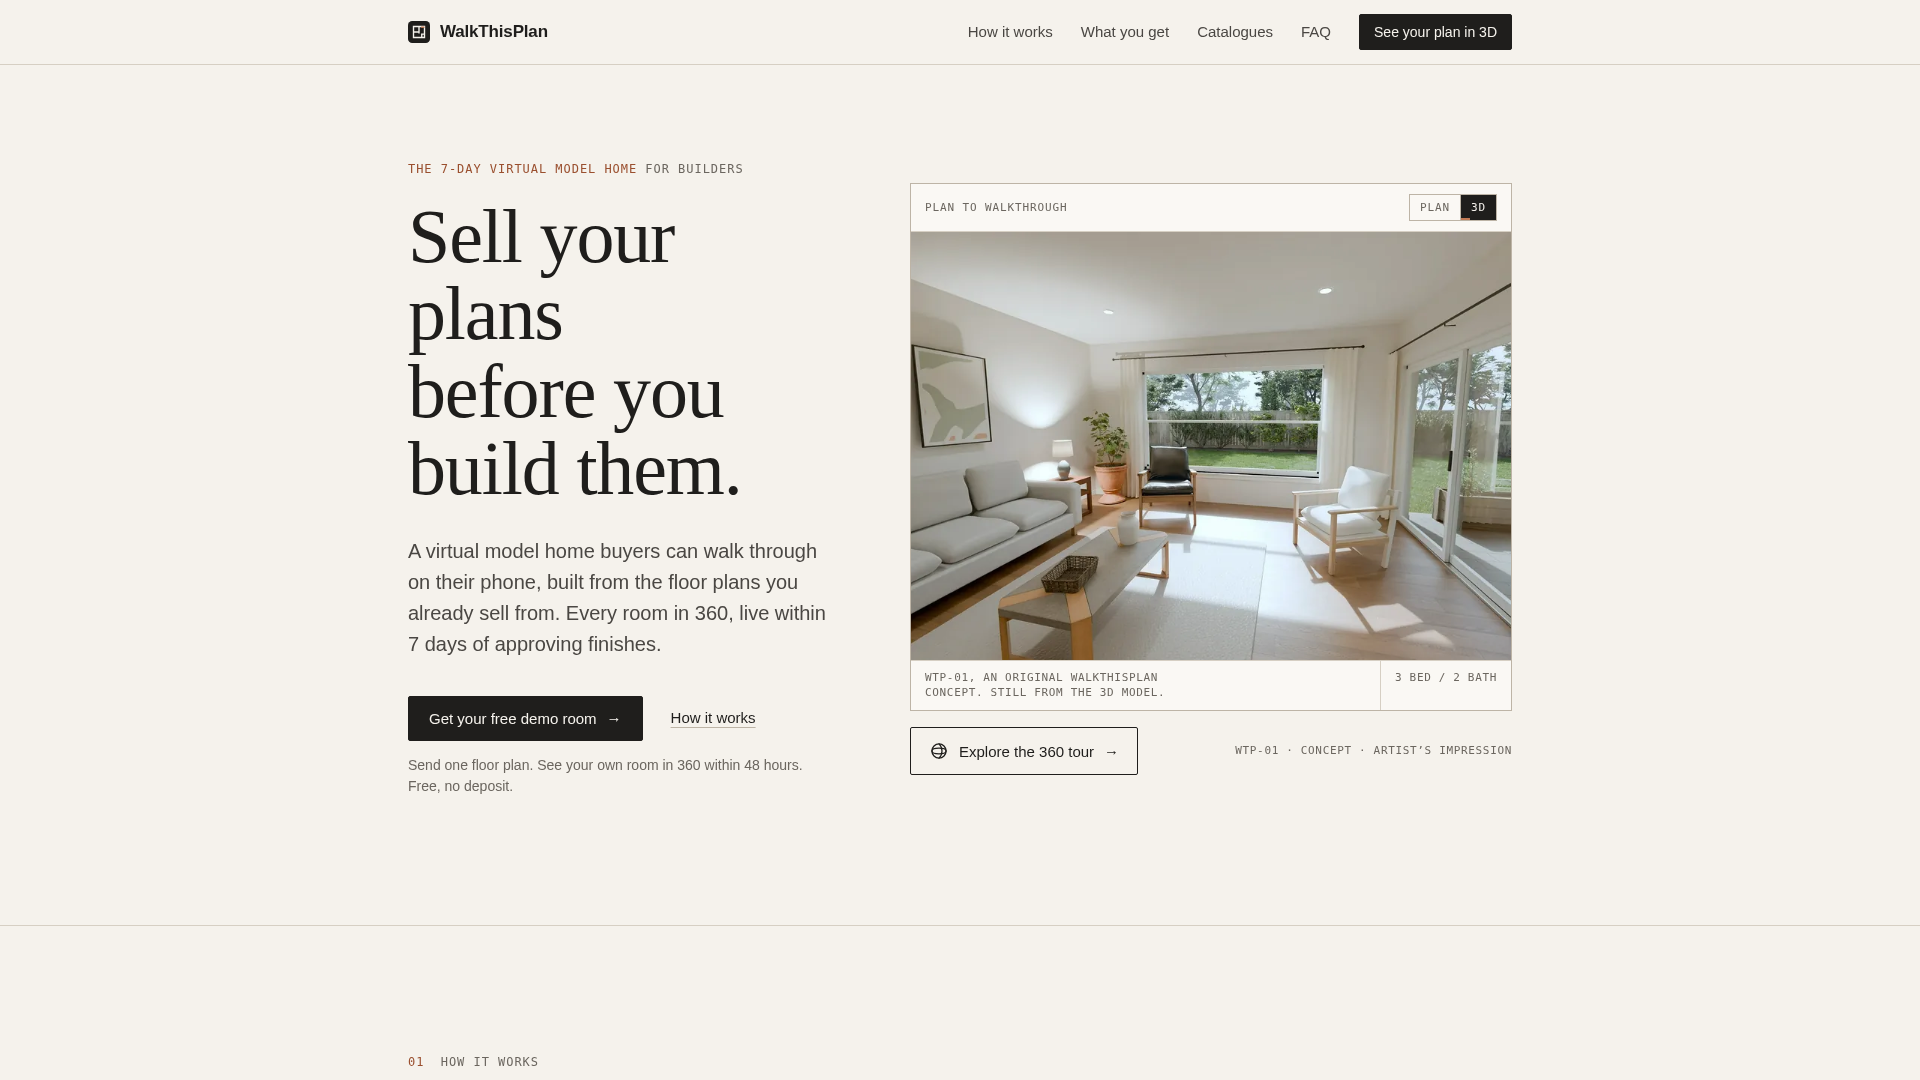 WalkThisPlan
How it works
What you get
Catalogues
FAQ
See your plan in 3D
THE 7-DAY VIRTUAL MODEL HOME FOR BUILDERS
Sell your
plans
before you
build them.
A virtual model home buyers can walk through
on their phone, built from the floor plans you
already sell from. Every room in 360, live within
7 days of approving finishes.
Get your free demo room →
How it works
Send one floor plan. See your own room in 360 within 48 hours.
Free, no deposit.
PLAN TO WALKTHROUGH
PLAN
3D
WTP-01, AN ORIGINAL WALKTHISPLAN
CONCEPT. STILL FROM THE 3D MODEL.
3 BED / 2 BATH
Explore the 360 tour →
WTP-01 · CONCEPT · ARTIST’S IMPRESSION
01 HOW IT WORKS